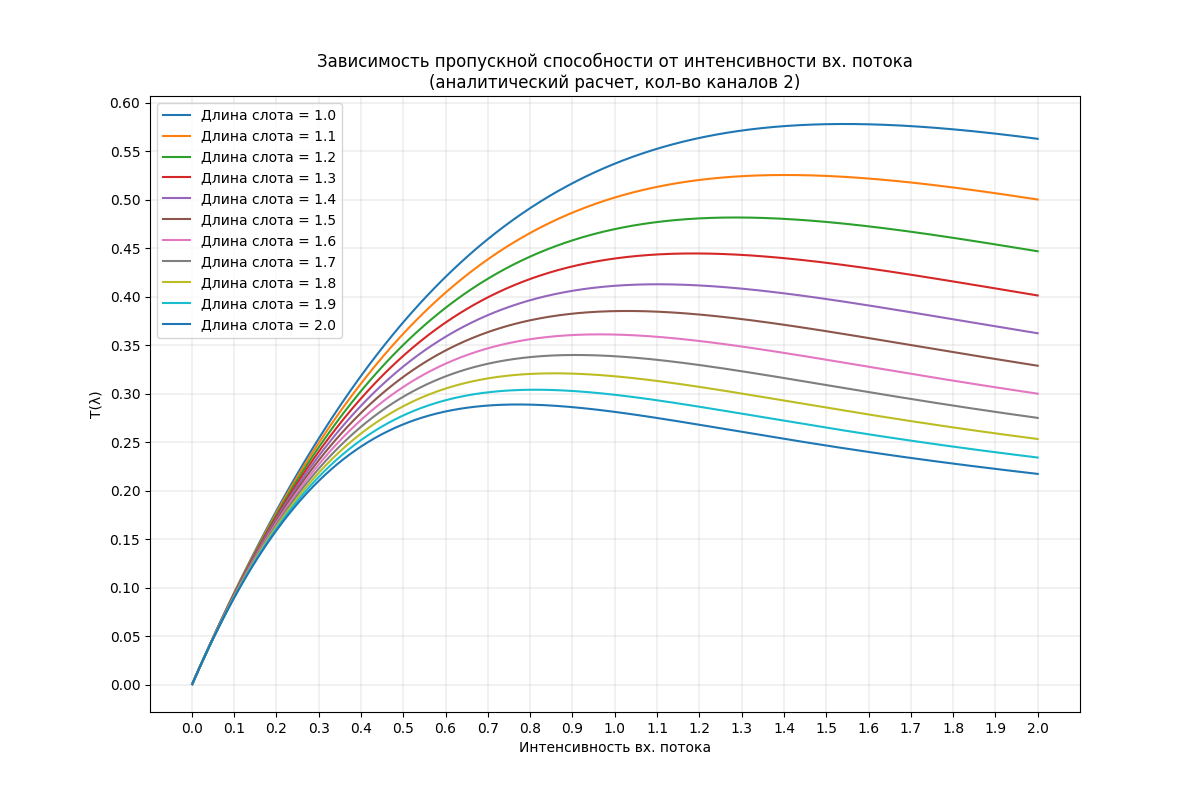 Зависимость пропускной способности от интенсивности вх. потока
(аналитический расчет, кол-во каналов 2)
0.60
0.55
0.50
0.45
0.40
0.35
0.30
0.25
0.20
0.15
0.10
0.05
0.00
T(λ)
Длина слота = 1.0
Длина слота = 1.1
Длина слота = 1.2
Длина слота = 1.3
Длина слота = 1.4
Длина слота = 1.5
Длина слота = 1.6
Длина слота = 1.7
Длина слота = 1.8
Длина слота = 1.9
Длина слота = 2.0
0.0 0.1 0.2 0.3 0.4 0.5 0.6 0.7 0.8 0.9 1.0 1.1 1.2 1.3 1.4 1.5 1.6 1.7 1.8 1.9 2.0
Интенсивность вх. потока